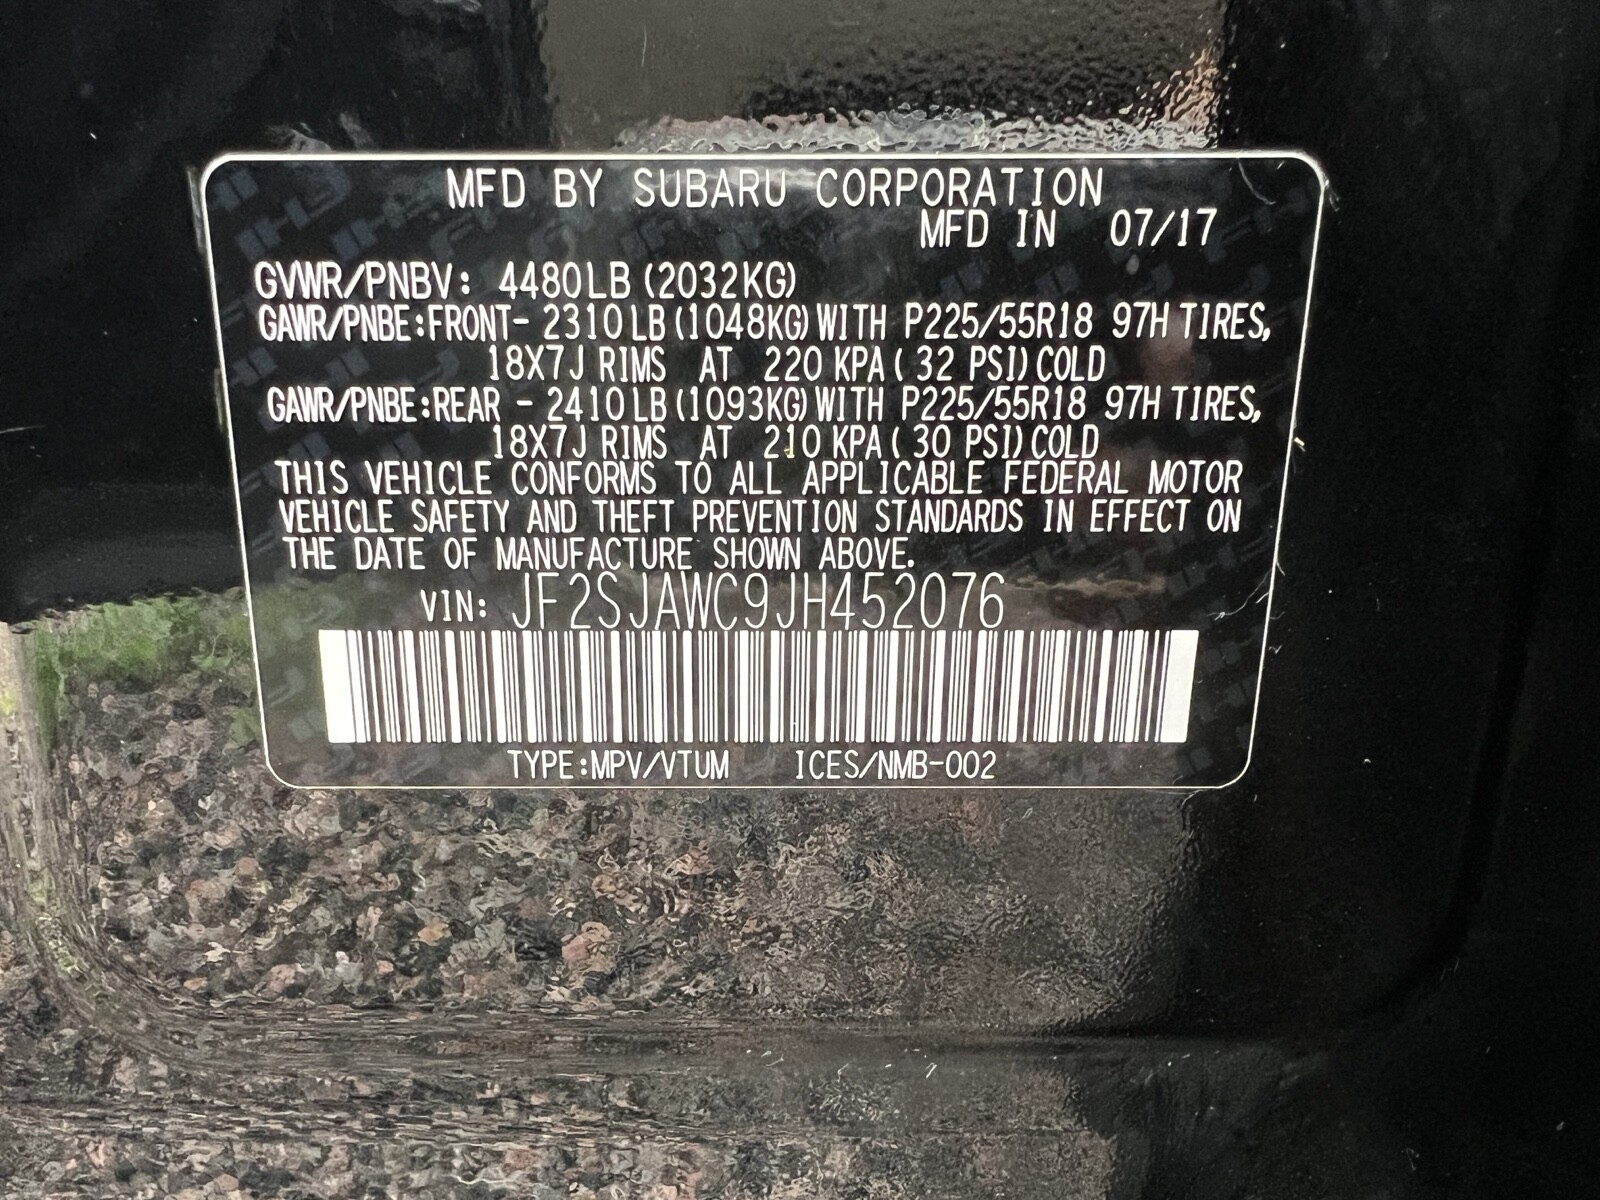 MFD BY SUBARU CORPORATION
MFD IN 07/17
GVWR/PNBV: 4480LB (2032KG)
GAWR/PNBE:FRONT- 2310LB (1048KG) WITH P225/55R18 97H TIRES,
18X7J RIMS AT 220 KPA ( 32 PSI) COLD
GAWR/PNBE:REAR - 2410LB (1093KG) WITH P225/55R18 97H TIRES,
18X7J RIMS AT 210 KPA ( 30 PSI) COLD
THIS VEHICLE CONFORMS TO ALL APPLICABLE FEDERAL MOTOR
VEHICLE SAFETY AND THEFT PREVENTION STANDARDS IN EFFECT ON
THE DATE OF MANUFACTURE SHOWN ABOVE.
VIN: JF2SJAWC9JH452076
TYPE:MPV/VTUM ICES/NMB-002